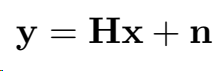 y = Hx + n